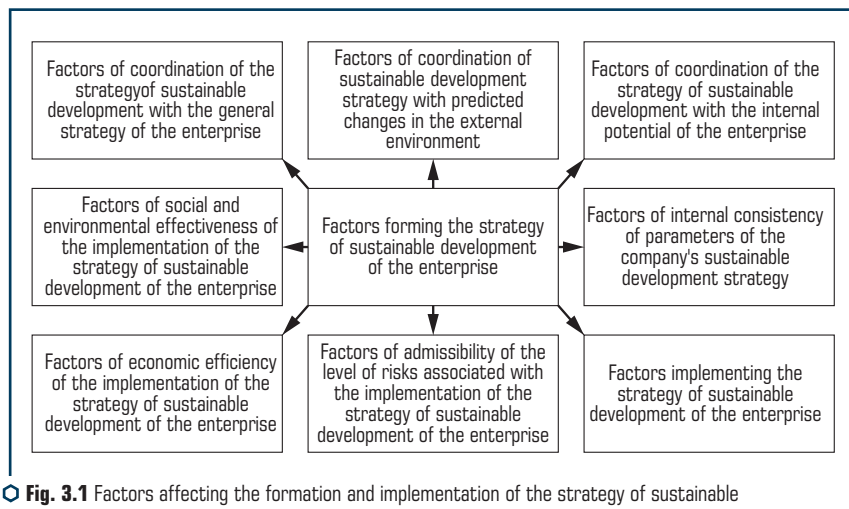 Factors of coordination of the
strategyof sustainable
development with the general
strategy of the enterprise
Factors of coordination of
sustainable development
strategy with predicted
changes in the external
environment
Factors of coordination of the
strategy of sustainable
development with the internal
potential of the enterprise
Factors of social and
environmental effectiveness of
the implementation of the
strategy of sustainable
development of the enterprise
Factors forming the strategy
of sustainable development
of the enterprise
Factors of internal consistency
of parameters of the
company's sustainable
development strategy
Factors of economic efficiency
of the implementation of the
strategy of sustainable
development of the enterprise
Factors of admissibility of the
level of risks associated with
the implementation of the
strategy of sustainable
development of the enterprise
Factors implementing the
strategy of sustainable
development of the enterprise
Fig. 3.1 Factors affecting the formation and implementation of the strategy of sustainable